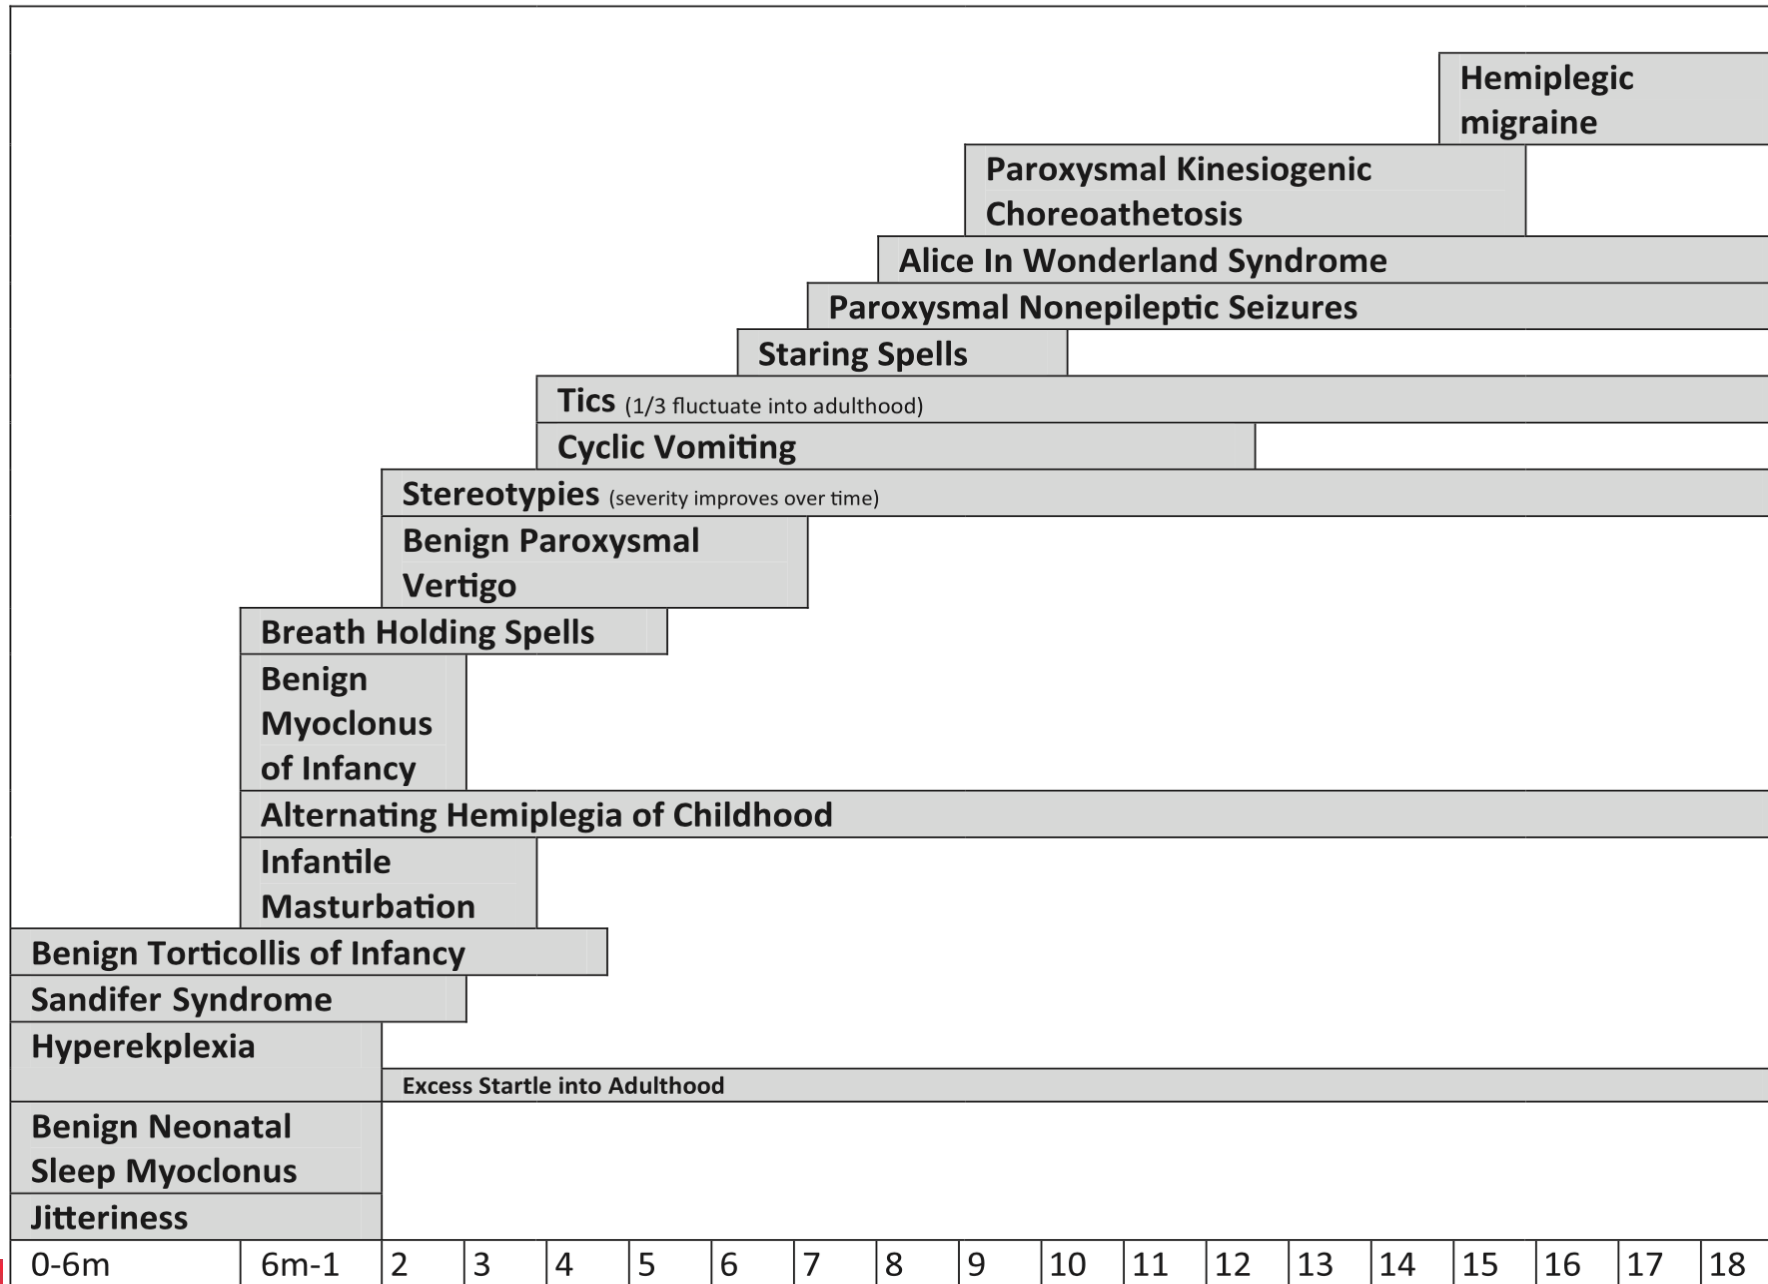 Hemiplegic
migraine
Paroxysmal Kinesiogenic
Choreoathetosis
Alice In Wonderland Syndrome
Paroxysmal Nonepileptic Seizures
Staring Spells
Tics (1/3 fluctuate into adulthood)
Cyclic Vomiting
Stereotypies (severity improves over time)
Benign Paroxysmal
Vertigo
Breath Holding Spells
Benign
Myoclonus
of Infancy
Alternating Hemiplegia of Childhood
Infantile
Masturbation
Benign Torticollis of Infancy
Sandifer Syndrome
Hyperekplexia
Excess Startle into Adulthood
Benign Neonatal
Sleep Myoclonus
Jitteriness
0-6m 6m-1 2 3 4 5 6 7 8 9 10 11 12 13 14 15 16 17 18